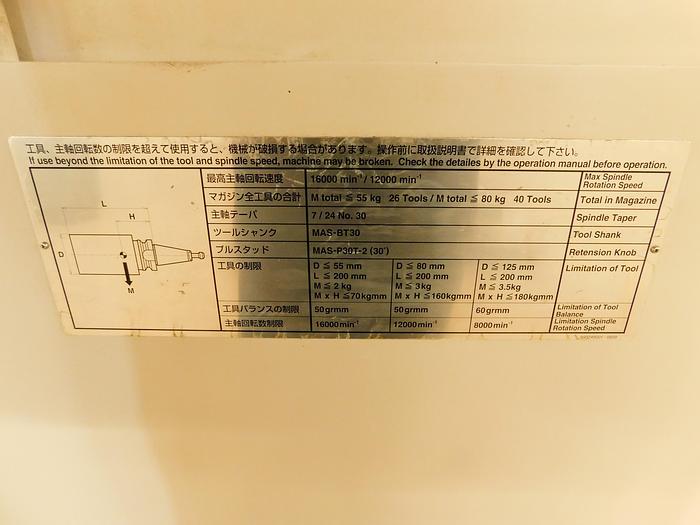 工具、主軸回転数の制限を超えて使用すると、機械が破損する場合があります。操作前に取扱説明書で詳細を確認して下さい。
If use beyond the limitation of the tool and spindle speed, machine may be broken. Check the detailes by the operation manual before operation.
L
H
D
M
最高主軸回転速度 16000 min⁻¹ / 12000 min⁻¹ Max Spindle
Rotation Speed
マガジン全工具の合計 M total ≦ 55 kg 26 Tools / M total ≦ 80 kg 40 Tools Total in Magazine
主軸テーパ 7 / 24 No. 30 Spindle Taper
ツールシャンク MAS-BT30 Tool Shank
プルスタッド MAS-P30T-2 (30°) Retention Knob
工具の制限 D ≦ 55 mm D ≦ 80 mm D ≦ 125 mm Limitation of Tool
L ≦ 200 mm L ≦ 200 mm L ≦ 200 mm
M ≦ 2kg M ≦ 3kg M ≦ 3.5kg
M x H ≦70kgmm M x H ≦160kgmm M x H ≦180kgmm
工具バランスの制限 50grmm 50grmm 60grmm Limitation of Tool
Balance
主軸回転数制限 16000min⁻¹ 12000min⁻¹ 8000min⁻¹ Limitation Spindle
Rotation Speed